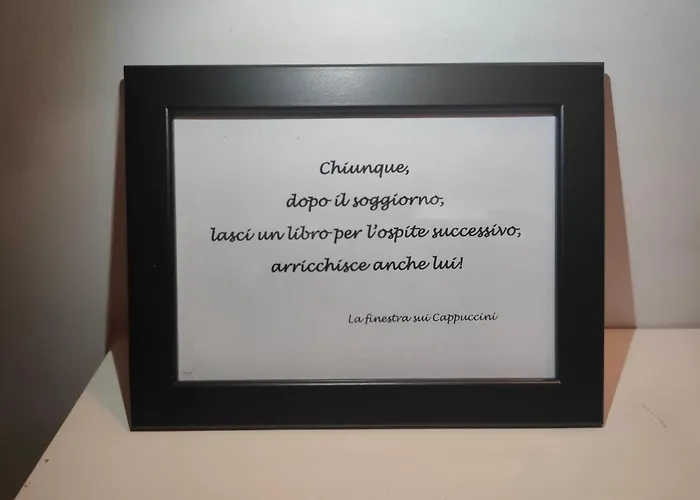 Chiunque,
dopo il soggiorno,
lasci un libro per l'ospite successivo,
arricchisce anche lui!
La finestra sui Cappuccini